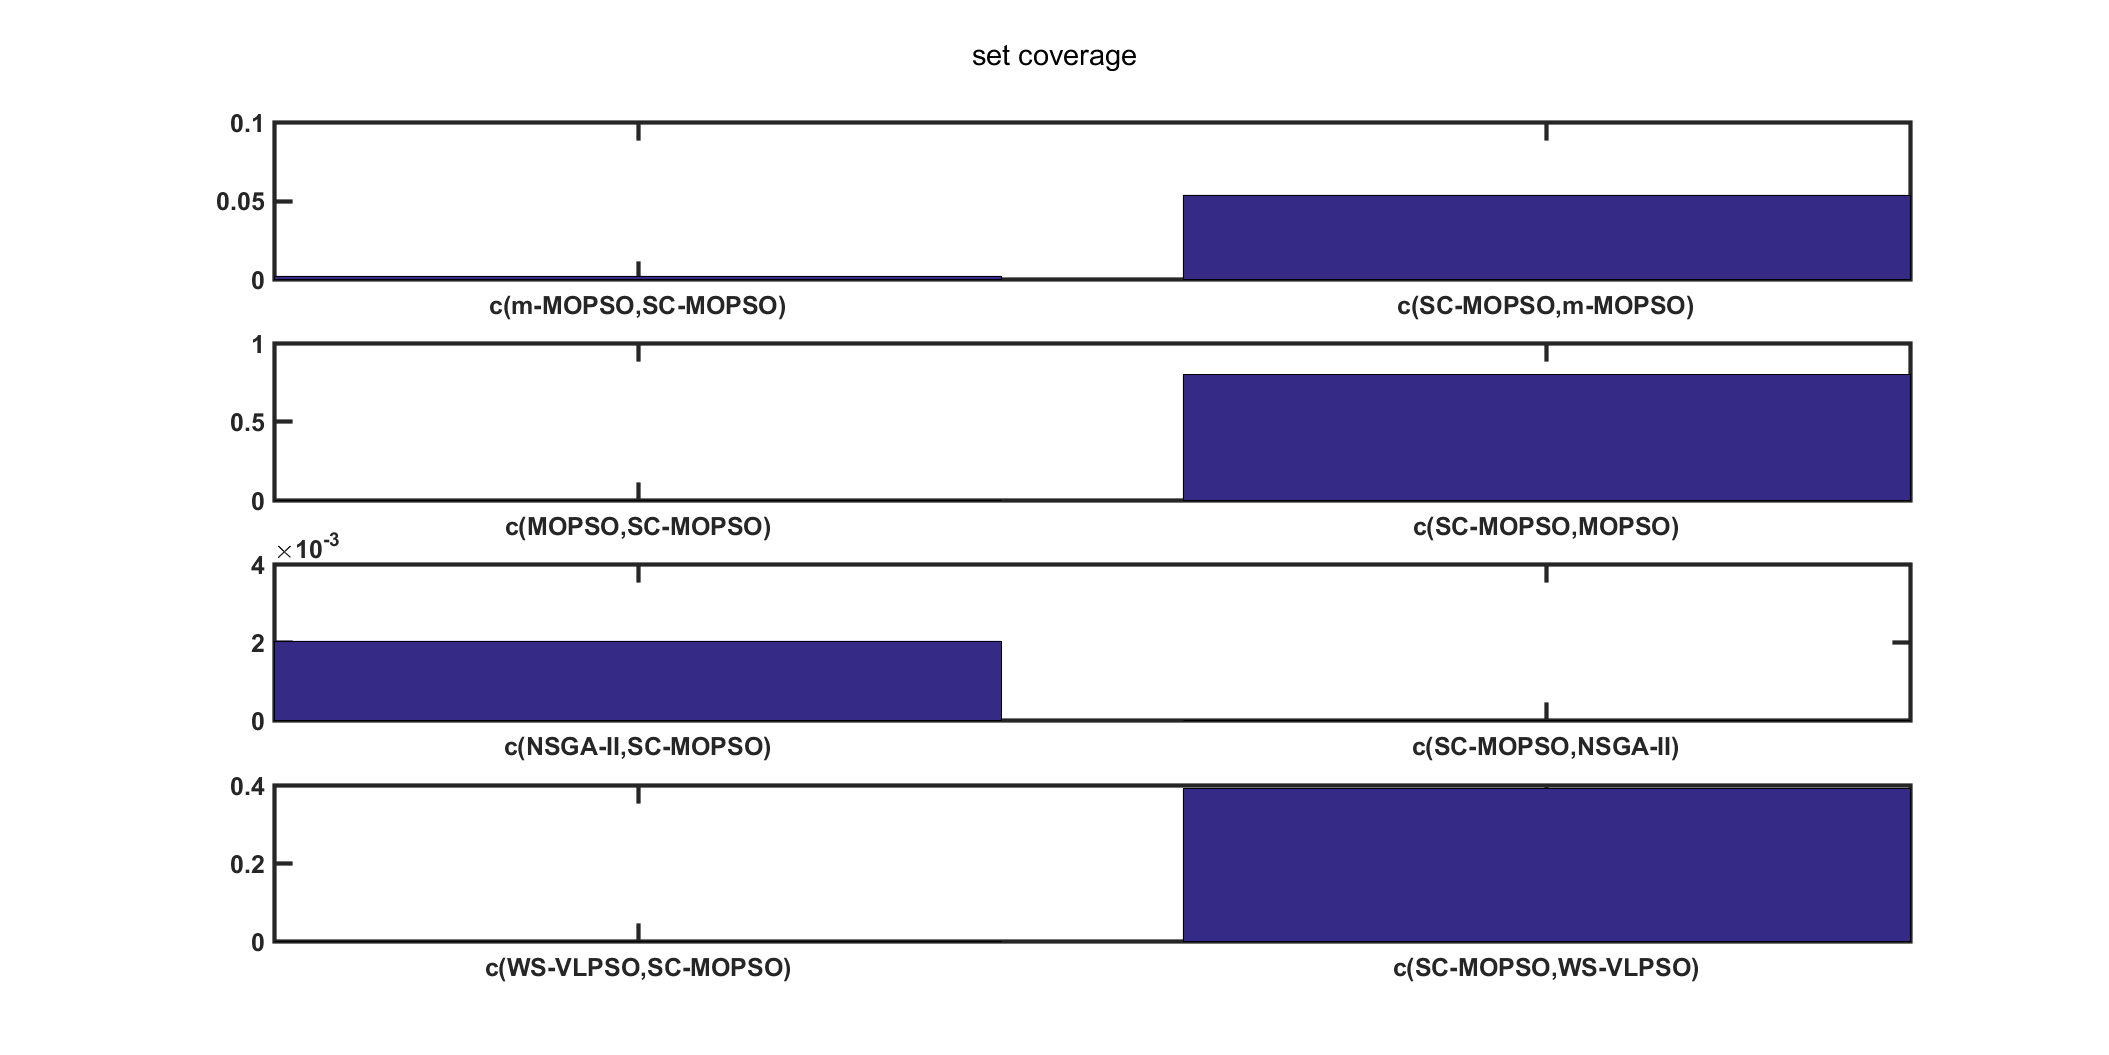 set coverage
0.1
0.05
0
c(m-MOPSO,SC-MOPSO) c(SC-MOPSO,m-MOPSO)
1
0.5
0
c(MOPSO,SC-MOPSO) c(SC-MOPSO,MOPSO)
×10-3
4
2
0
c(NSGA-II,SC-MOPSO) c(SC-MOPSO,NSGA-II)
0.4
0.2
0
c(WS-VLPSO,SC-MOPSO) c(SC-MOPSO,WS-VLPSO)